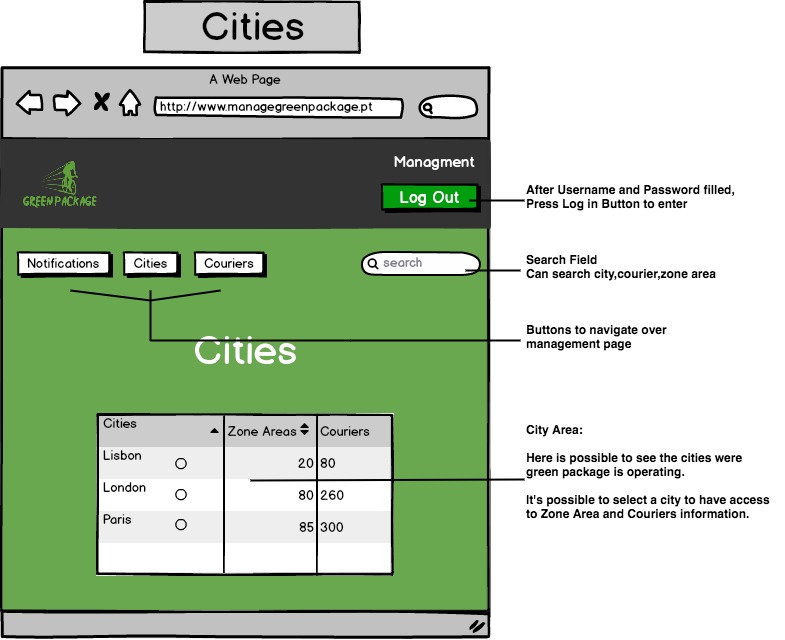 Cities
A Web Page
http://www.managegreenpackage.pt
Managment
GREEN PACKAGE
Log Out
After Username and Password filled,
Press Log in Button to enter
Notifications Cities Couriers search
Search Field
Can search city,courier,zone area
Buttons to navigate over
management page
Cities
Cities Zone Areas Couriers
Lisbon 20 80
London 80 260
Paris 85 300
City Area:
Here is possible to see the cities were
green package is operating.
It's possible to select a city to have access
to Zone Area and Couriers information.